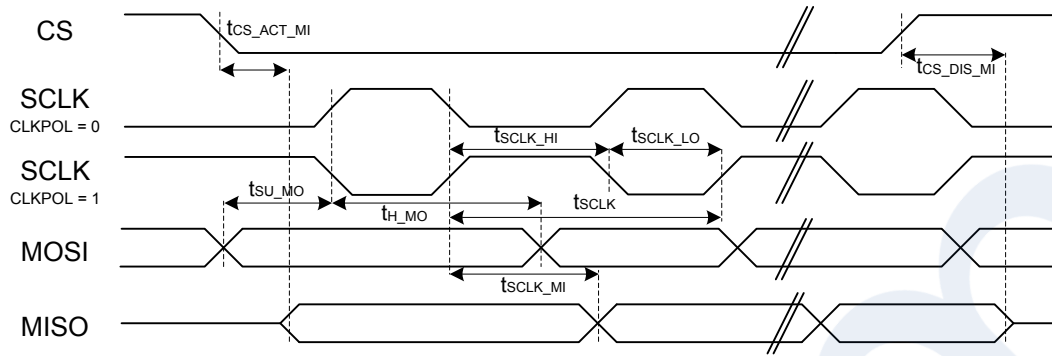 CS
tCS_ACT_MI
tCS_DIS_MI
SCLK
CLKPOL = 0
tSCLK_HI
tSCLK_LO
SCLK
CLKPOL = 1
tSU_MO
tH_MO
tSCLK
MOSI
tSCLK_MI
MISO